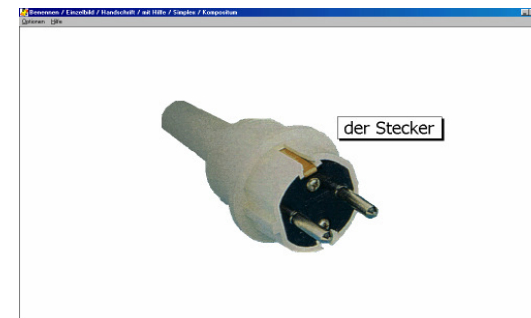 Benennen / Einzelbild / Handschrift / mit Hilfe / Simplex / Kompositum
Optionen Hilfe
der Stecker